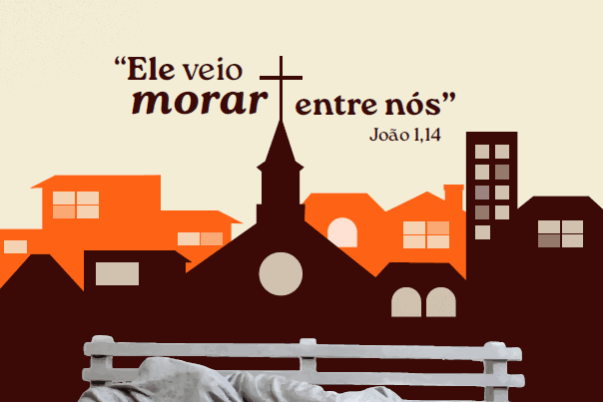 “Ele veio
morar entre nós”
João 1,14